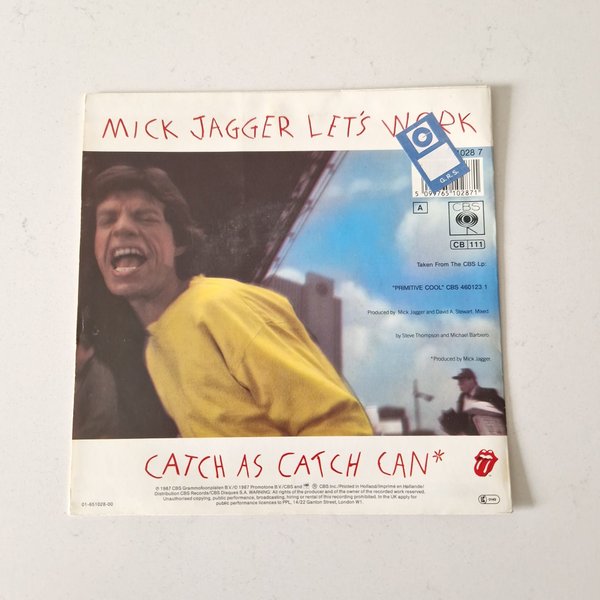 MICK JAGGER LET'S WORK
028 7
G.R.S.
5 099765 102871
A
CBS
CB 111
Taken From The CBS Lp:
"PRIMITIVE COOL" CBS 460123 1
Produced by Mick Jagger and David A. Stewart. Mixed
by Steve Thompson and Michael Barbiero.
*Produced by Mick Jagger.
CATCH AS CATCH CAN*
℗ 1987 CBS Grammofoonplaten B.V./© 1987 Promotone B.V./CBS and ® CBS Inc./Printed in Holland/Imprimé en Hollande/
Distribution CBS Records/CBS Disques S.A. WARNING: All rights of the producer and of the owner of the recorded work reserved.
Unauthorised copying, public performance, broadcasting, hiring or rental of this recording prohibited. In the UK apply for
public performance licences to PPL, 14/22 Ganton Street, London W1.
01-651028-00